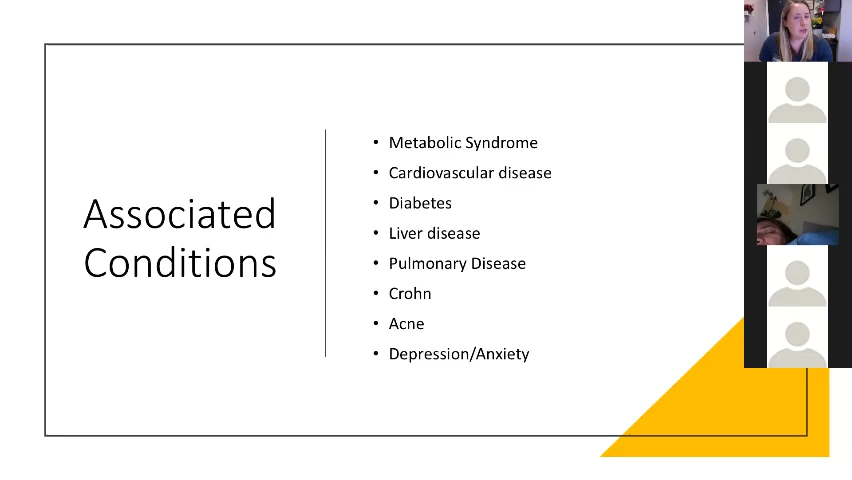 Associated
Conditions
• Metabolic Syndrome
• Cardiovascular disease
• Diabetes
• Liver disease
• Pulmonary Disease
• Crohn
• Acne
• Depression/Anxiety